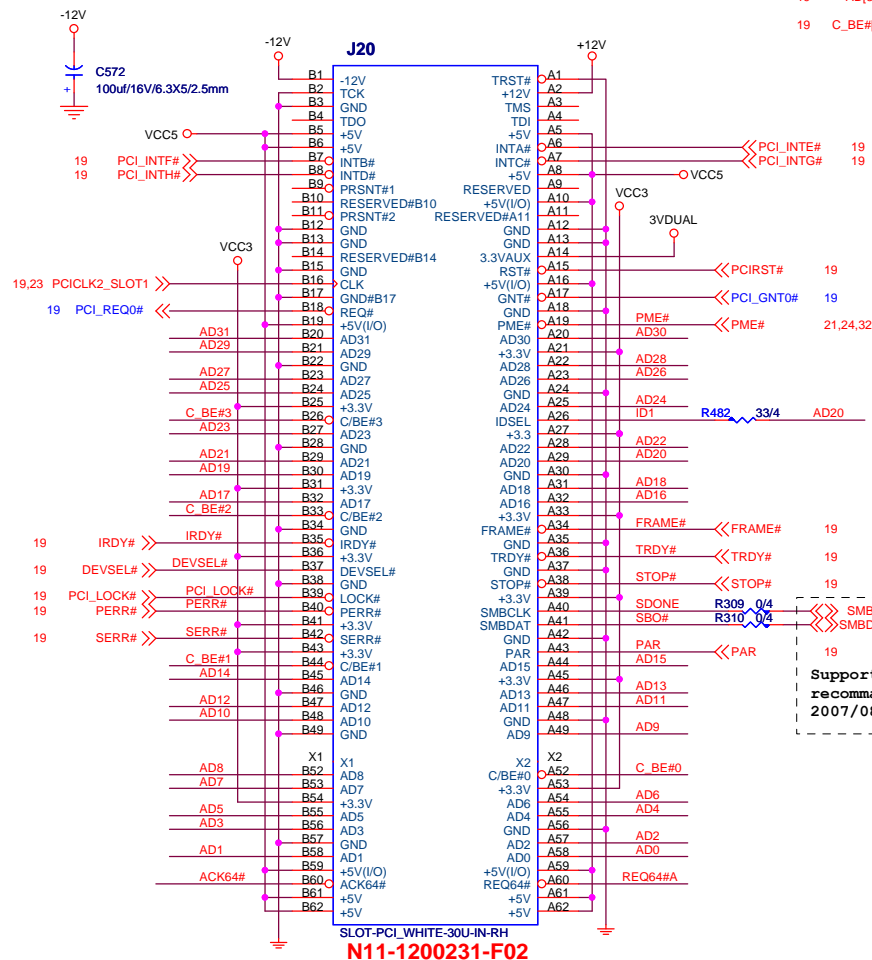 -12V
C572
100uf/16V/6.3X5/2.5mm
+
19 C_BE#
-12V J20 +12V
B1 -12V TRST# A1
B2 TCK +12V A2
B3 GND TMS A3
B4 TDO TDI A4
VCC5 B5 +5V +5V A5
B6 +5V INTA# A6 PCI_INTE# 19
19 PCI_INTF# B7 INTB# INTC# A7 PCI_INTG# 19
19 PCI_INTH# B8 INTD# +5V A8 VCC5
B9 PRSNT#1 RESERVED A9
B10 RESERVED#B10 +5V(I/O) A10 VCC3
B11 PRSNT#2 RESERVED#A11 A11
B12 GND GND A12 3VDUAL
B13 GND GND A13
VCC3 B14 RESERVED#B14 3.3VAUX A14
B15 GND RST# A15 PCIRST# 19
19,23 PCICLK2_SLOT1 B16 CLK +5V(I/O) A16
B17 GND#B17 GNT# A17 PCI_GNT0# 19
19 PCI_REQ0# B18 REQ# GND A18
B19 +5V(I/O) PME# A19 PME# PME# 21,24,32
AD31 B20 AD31 AD30 A20 AD30
AD29 B21 AD29 +3.3V A21
B22 GND AD28 A22 AD28
AD27 B23 AD27 AD26 A23 AD26
AD25 B24 AD25 GND A24
B25 +3.3V AD24 A25 AD24
C_BE#3 B26 C/BE#3 IDSEL A26 ID1 R482 33/4 AD20
AD23 B27 AD23 +3.3 A27
B28 GND AD22 A28 AD22
AD21 B29 AD21 AD20 A29 AD20
AD19 B30 AD19 GND A30
B31 +3.3V AD18 A31 AD18
AD17 B32 AD17 AD16 A32 AD16
C_BE#2 B33 C/BE#2 +3.3V A33
B34 GND FRAME# A34 FRAME# FRAME# 19
19 IRDY# IRDY# B35 IRDY# GND A35
B36 +3.3V TRDY# A36 TRDY# TRDY# 19
19 DEVSEL# DEVSEL# B37 DEVSEL# GND A37
B38 GND STOP# A38 STOP# STOP# 19
19 PCI_LOCK# PCI_LOCK# B39 LOCK# +3.3V A39
19 PERR# PERR# B40 PERR# SMBCLK A40 SDONE R309 0/4 SMB
B41 +3.3V SMBDAT A41 SBO# R310 0/4 SMBD
19 SERR# SERR# B42 SERR# GND A42
B43 +3.3V PAR A43 PAR PAR 19
C_BE#1 B44 C/BE#1 AD15 A44 AD15
AD14 B45 AD14 +3.3V A45
B46 GND AD13 A46 AD13
AD12 B47 AD12 AD11 A47 AD11
AD10 B48 AD10 GND A48
B49 GND AD9 A49 AD9
Support
recomma
2007/08
X1 X1 X2 X2
AD8 B52 AD8 C/BE#0 A52 C_BE#0
AD7 B53 AD7 +3.3V A53
B54 +3.3V AD6 A54 AD6
AD5 B55 AD5 AD4 A55 AD4
AD3 B56 AD3 GND A56
B57 GND AD2 A57 AD2
AD1 B58 AD1 AD0 A58 AD0
B59 +5V(I/O) +5V(I/O) A59
ACK64# B60 ACK64# REQ64# A60 REQ64#A
B61 +5V +5V A61
B62 +5V +5V A62
SLOT-PCI_WHITE-30U-IN-RH
N11-1200231-F02